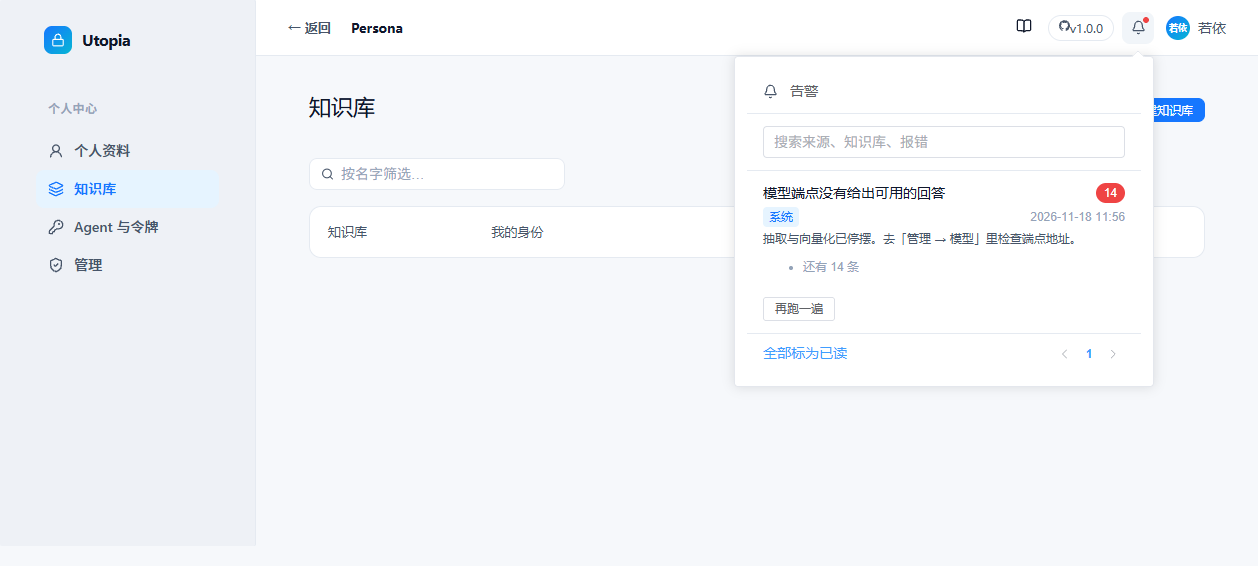 Utopia
← 返回 Persona
v1.0.0
若依 若依
个人中心
个人资料
知识库
Agent 与令牌
管理
知识库
知识库
按名字筛选...
知识库 我的身份
告警
搜索来源、知识库、报错
模型端点没有给出可用的回答 14
系统 2026-11-18 11:56
抽取与向量化已停摆。去「管理 → 模型」里检查端点地址。
还有 14 条
再跑一遍
全部标为已读 1